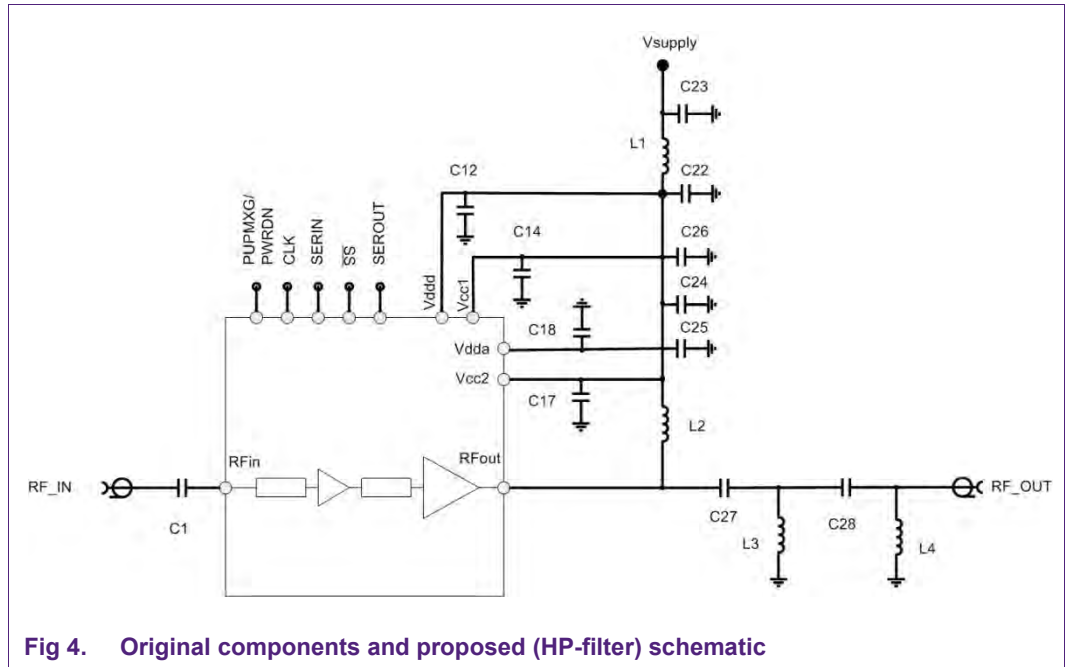 Vsupply
C23
L1
C22
C12
C26
C14
C24
C25
PUPMXG/
PWRDN
CLK
SERIN
SS
SEROUT
Vddd
Vcc1
C18
Vdda
Vcc2
C17
L2
RFin
RFout
RF_IN
C1
C27
L3
C28
L4
RF_OUT
Fig 4. Original components and proposed (HP-filter) schematic